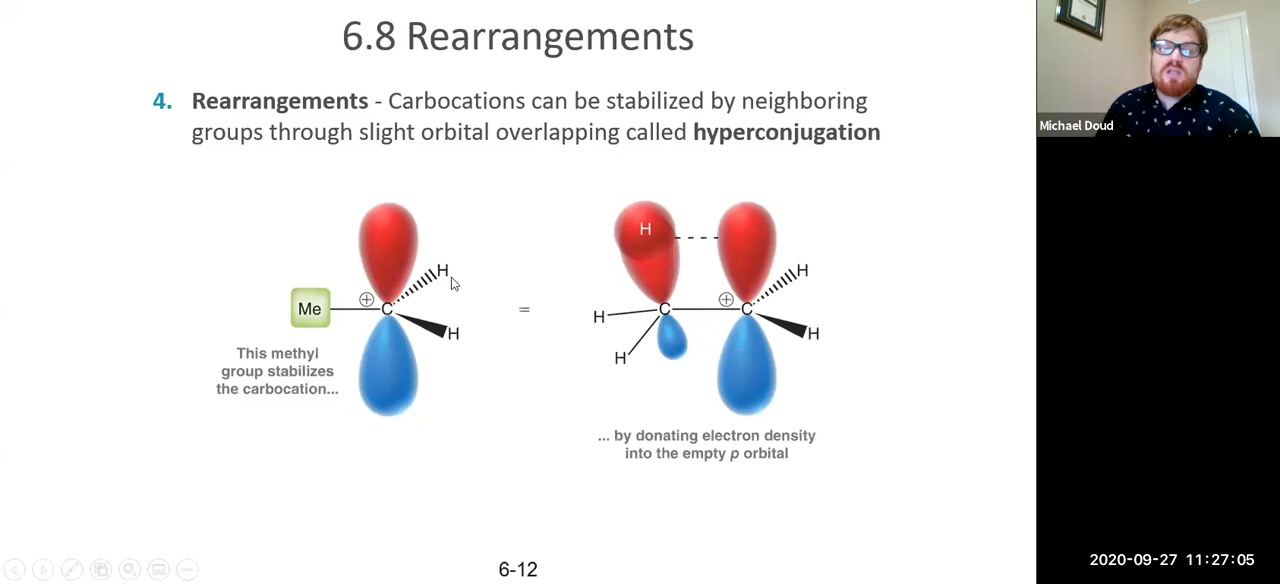 6.8 Rearrangements
4. Rearrangements - Carbocations can be stabilized by neighboring
groups through slight orbital overlapping called hyperconjugation
Me
C
H
H
This methyl
group stabilizes
the carbocation...
=
H
H
H
C
C
H
H
... by donating electron density
into the empty p orbital
6-12
Michael Doud
2020-09-27 11:27:05